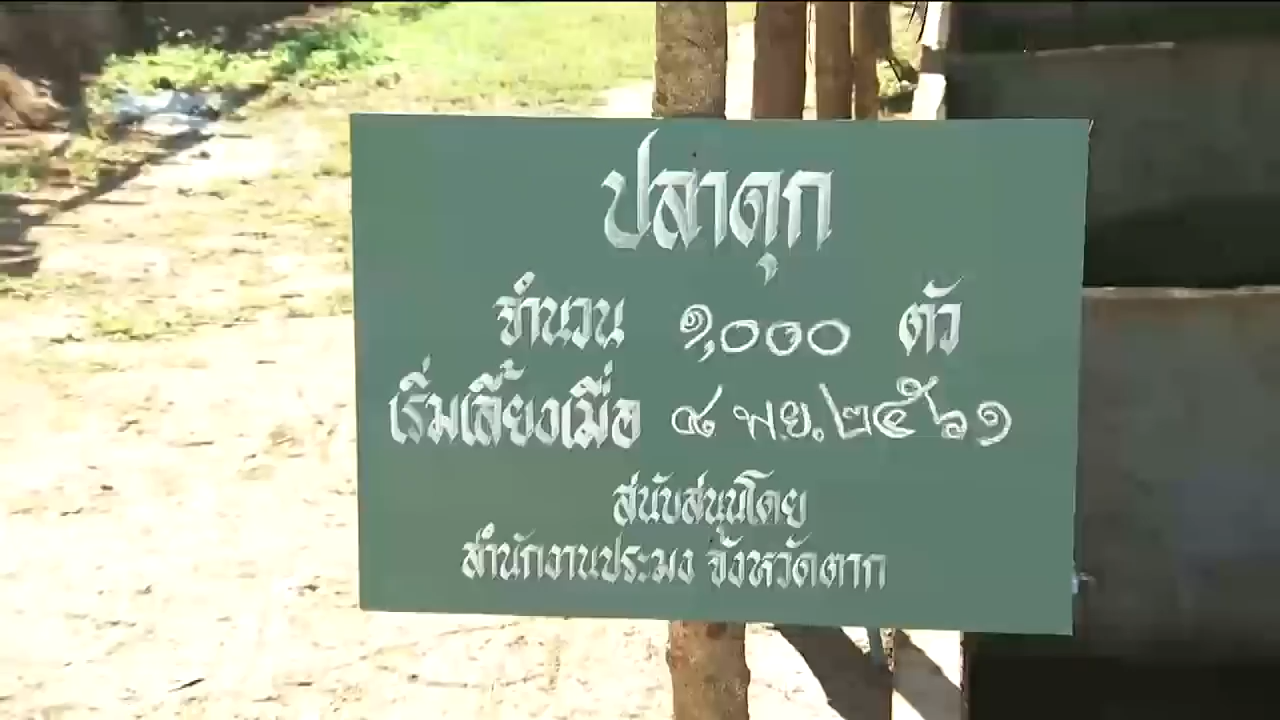 ปลาดุก
จำนวน ๑,๐๐๐ ตัว
เริ่มเลี้ยงเมื่อ ๔ พ.ย.๒๕๖๑
สนับสนุนโดย
สำนักงานประมง จังหวัดตาก